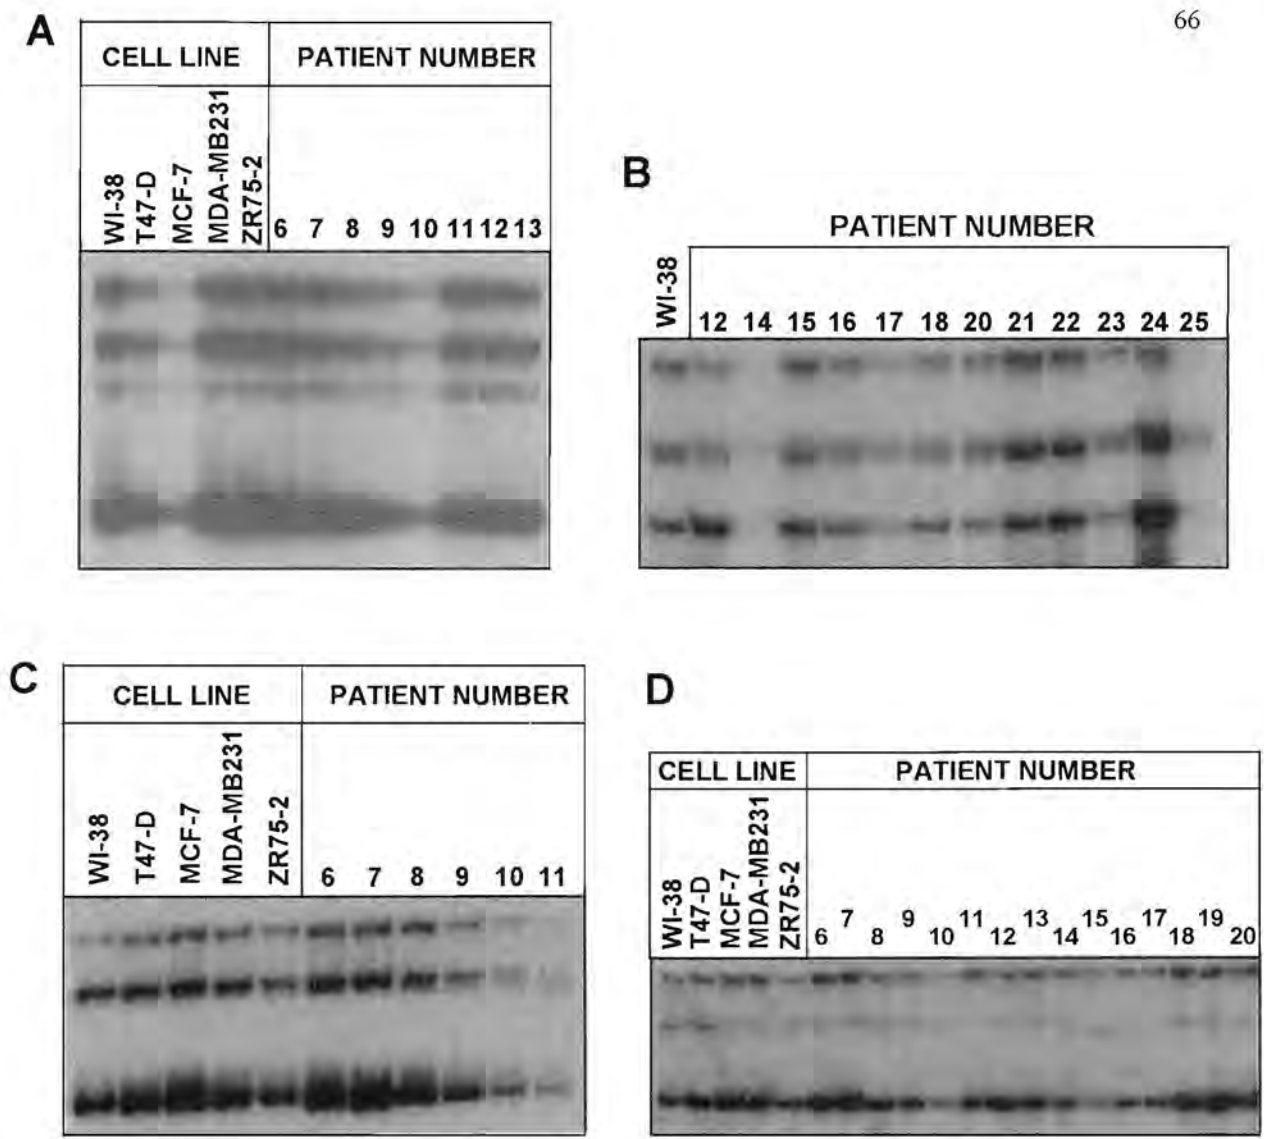 66
A
CELL LINE PATIENT NUMBER
WI-38 T47-D MCF-7 MDA-MB231 ZR75-2 6 7 8 9 10 11 12 13
B
PATIENT NUMBER
WI-38 12 14 15 16 17 18 20 21 22 23 24 25
C
CELL LINE PATIENT NUMBER
WI-38 T47-D MCF-7 MDA-MB231 ZR75-2 6 7 8 9 10 11
D
CELL LINE PATIENT NUMBER
WI-38 T47-D MCF-7 MDA-MB231 ZR75-2 6 7 8 9 10 11 12 13 14 15 16 17 18 19 20